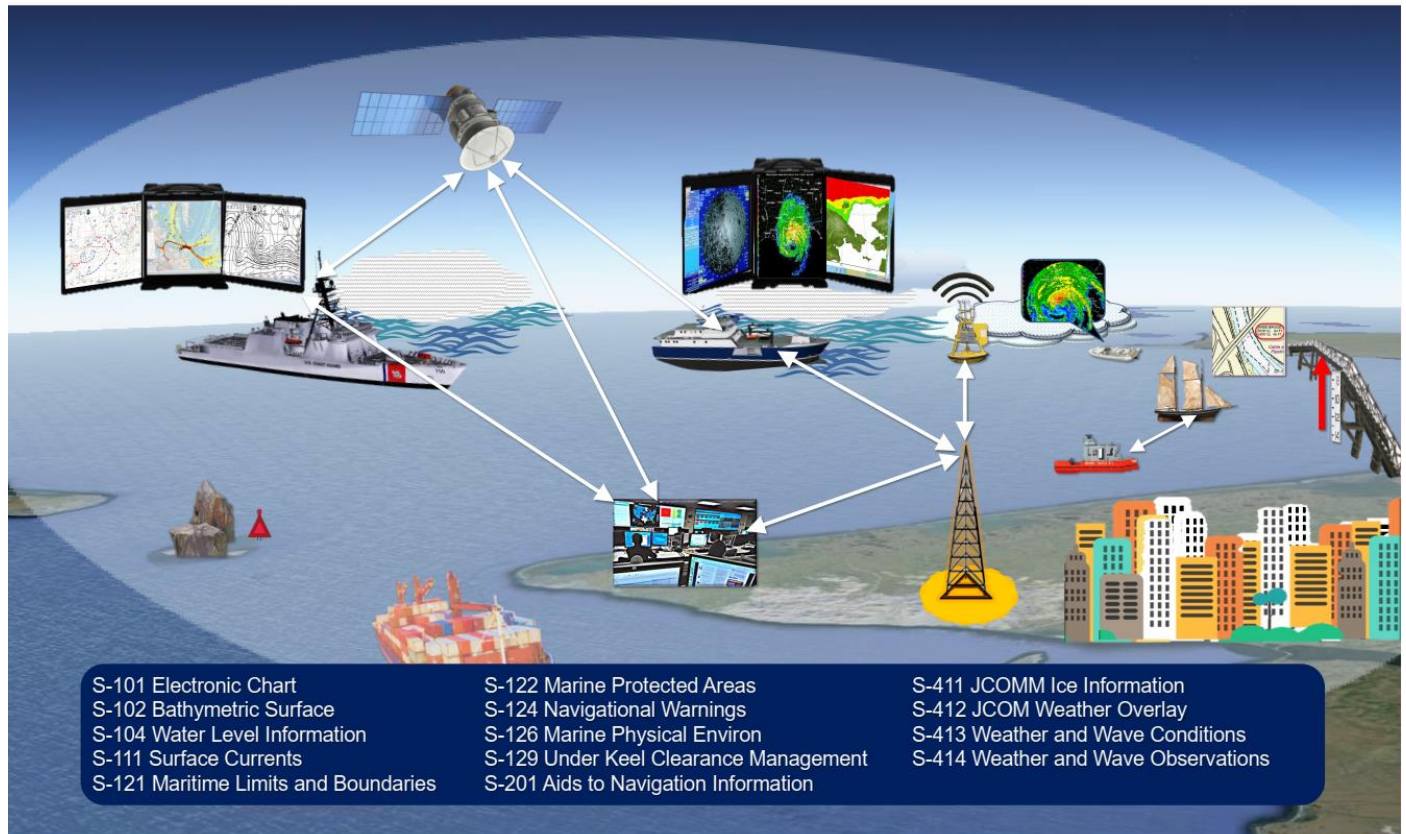 S-101 Electronic Chart
S-102 Bathymetric Surface
S-104 Water Level Information
S-111 Surface Currents
S-121 Maritime Limits and Boundaries
S-122 Marine Protected Areas
S-124 Navigational Warnings
S-126 Marine Physical Environ
S-129 Under Keel Clearance Management
S-201 Aids to Navigation Information
S-411 JCOMM Ice Information
S-412 JCOM Weather Overlay
S-413 Weather and Wave Conditions
S-414 Weather and Wave Observations